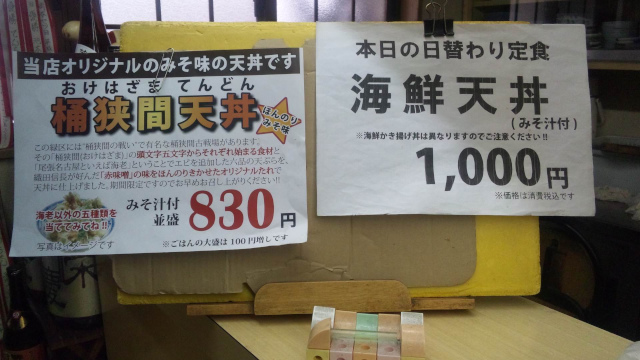 当店オリジナルのみそ味の天丼です
おけはざま てんどん
桶狭間天丼
ほんのり
みそ味
この緑区には"桶狭間の戦い"で有名な桶狭間古戦場があります。
その「桶狭間(おけはざま)」の頭文字五文字からそれぞれ始まる食材と
「尾張名古屋といえば海老」ということでエビを追加した六品の天ぷらを、
織田信長が好んだ「赤味噌」の味をほんのりきかせたオリジナルたれで
天丼に仕上げました。期間限定ですのでお早めお召し上がりください!!
海老以外の五種類を
当ててみてね!!
写真はイメージです
みそ汁付
並盛
830円
※ごはんの大盛は100円増しです
本日の日替わり定食
海鮮天丼
(みそ汁付)
※海鮮かき揚げ丼は異なりますのでご注意ください!!
1,000円
※価格は消費税込です